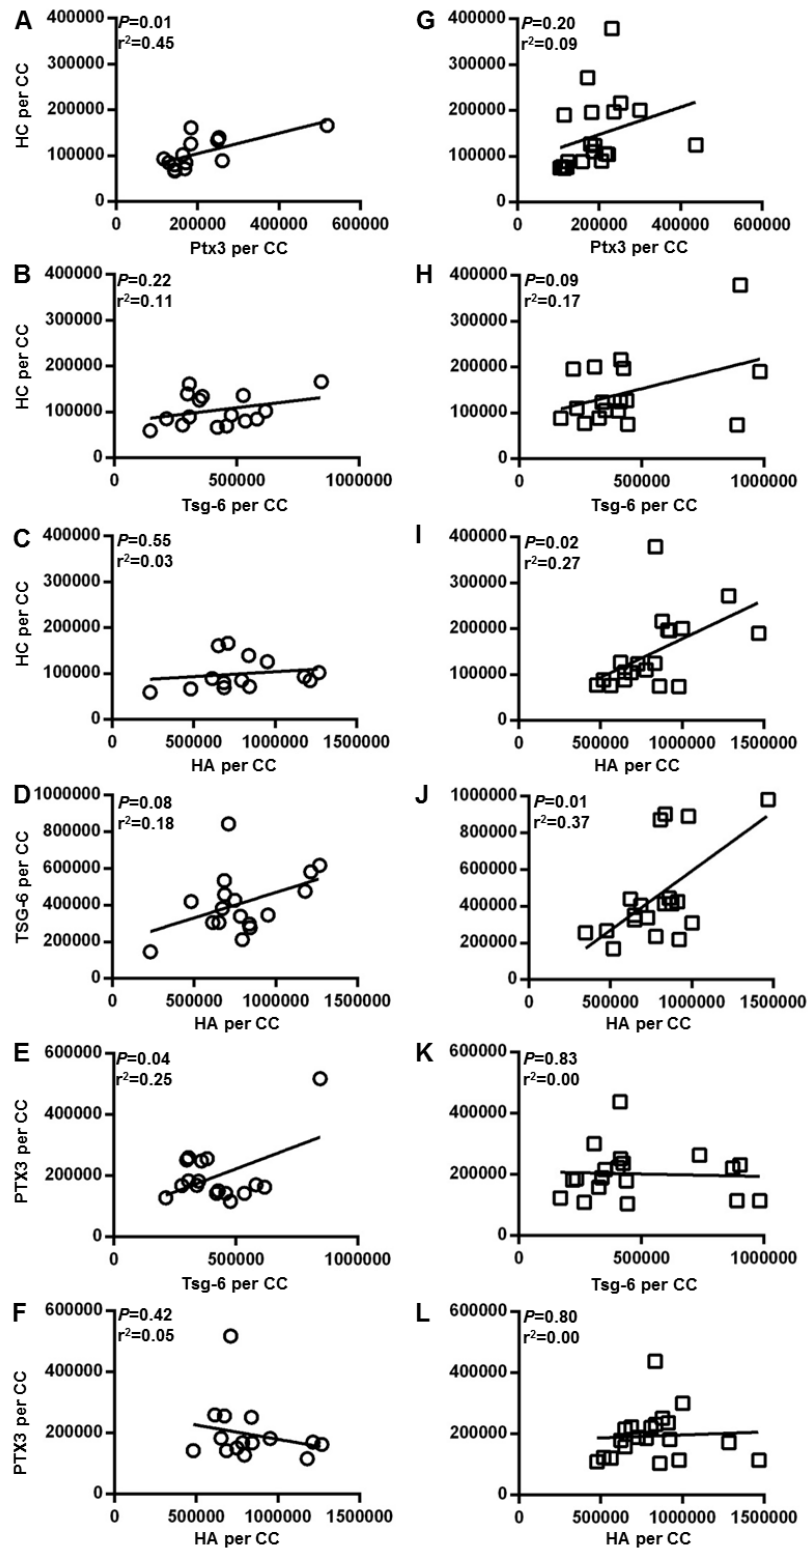 A
P=0.01
r²=0.45
HC per CC
400000
300000
200000
100000
0
0 200000 400000 600000
Ptx3 per CC
G
P=0.20
r²=0.09
400000
300000
200000
100000
0
0 200000 400000 600000
Ptx3 per CC
B
P=0.22
r²=0.11
HC per CC
400000
300000
200000
100000
0
0 500000 1000000
Tsg-6 per CC
H
P=0.09
r²=0.17
400000
300000
200000
100000
0
0 500000 1000000
Tsg-6 per CC
C
P=0.55
r²=0.03
HC per CC
400000
300000
200000
100000
0
0 500000 1000000 1500000
HA per CC
I
P=0.02
r²=0.27
400000
300000
200000
100000
0
0 500000 1000000 1500000
HA per CC
D
P=0.08
r²=0.18
TSG-6 per CC
1000000
800000
600000
400000
200000
0
0 500000 1000000 1500000
HA per CC
J
P=0.01
r²=0.37
1000000
800000
600000
400000
200000
0
0 500000 1000000 1500000
HA per CC
E
P=0.04
r²=0.25
PTX3 per CC
600000
400000
200000
0
0 500000 1000000
Tsg-6 per CC
K
P=0.83
r²=0.00
600000
400000
200000
0
0 500000 1000000
Tsg-6 per CC
F
P=0.42
r²=0.05
PTX3 per CC
600000
400000
200000
0
0 500000 1000000 1500000
HA per CC
L
P=0.80
r²=0.00
600000
400000
200000
0
0 500000 1000000 1500000
HA per CC